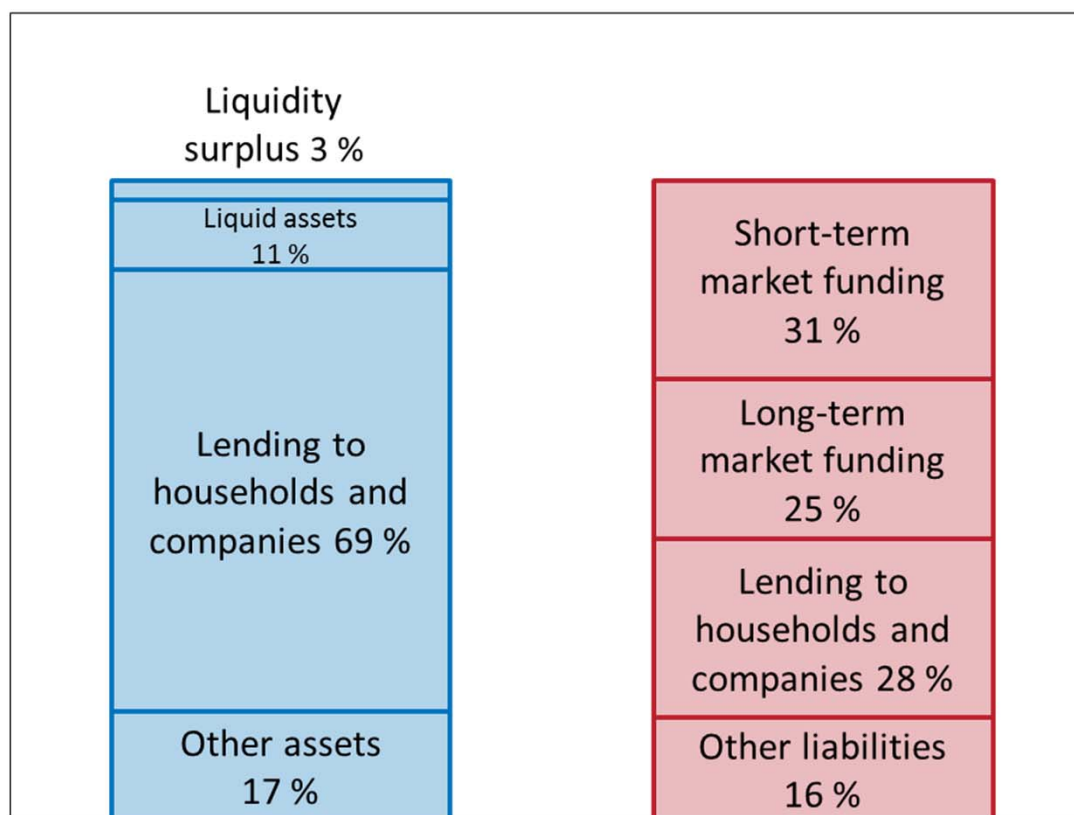 Liquidity
surplus 3 %
Liquid assets
11 %
Lending to
households and
companies 69 %
Other assets
17 %
Short-term
market funding
31 %
Long-term
market funding
25 %
Lending to
households and
companies 28 %
Other liabilities
16 %